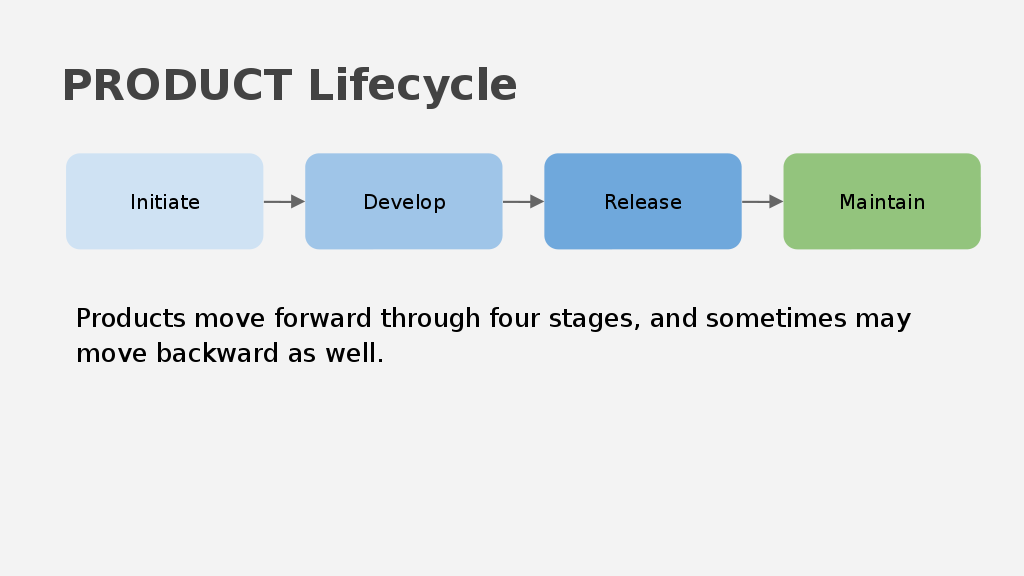 PRODUCT Lifecycle
Initiate
Develop
Release
Maintain
Products move forward through four stages, and sometimes may
move backward as well.